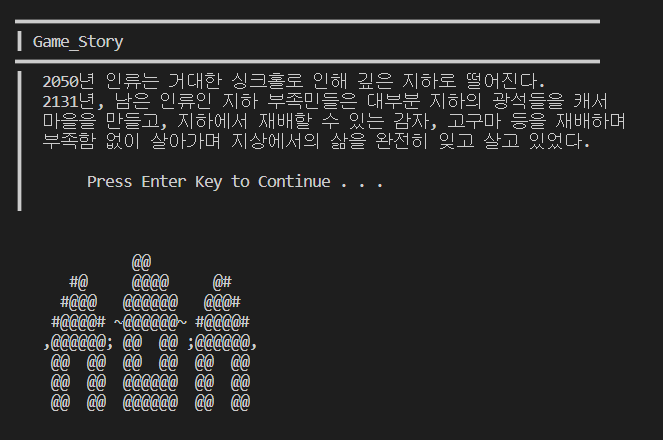 Game_Story
2050년 인류는 거대한 싱크홀로 인해 깊은 지하로 떨어진다.
2131년, 남은 인류인 지하 부족민들은 대부분 지하의 광석들을 캐서
마을을 만들고, 지하에서 재배할 수 있는 감자, 고구마 등을 재배하며
부족함 없이 살아가며 지상에서의 삶을 완전히 잊고 살고 있었다.
Press Enter Key to Continue . . .